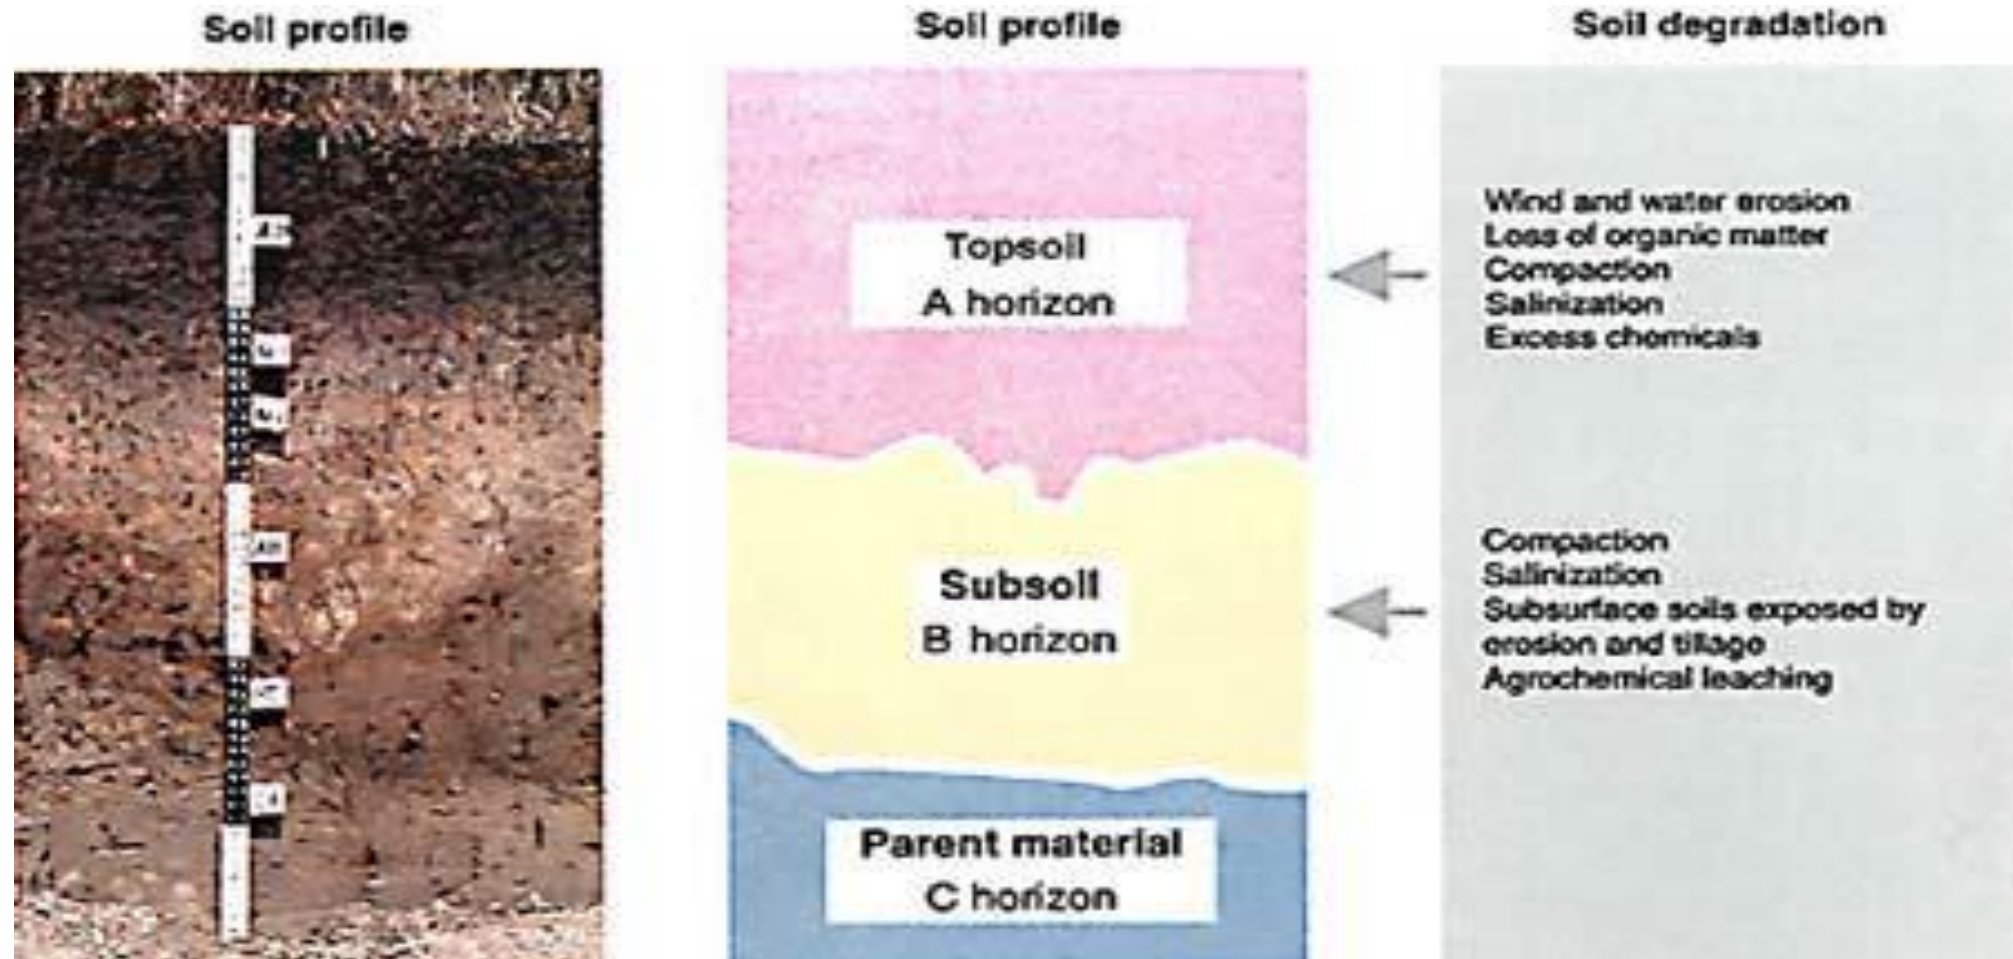 Soil profile
Soil profile
Soil degradation
Topsoil
A horizon
Subsoil
B horizon
Parent material
C horizon
Wind and water erosion
Loss of organic matter
Compaction
Salinization
Excess chemicals
Compaction
Salinization
Subsurface soils exposed by
erosion and tillage
Agrochemical leaching